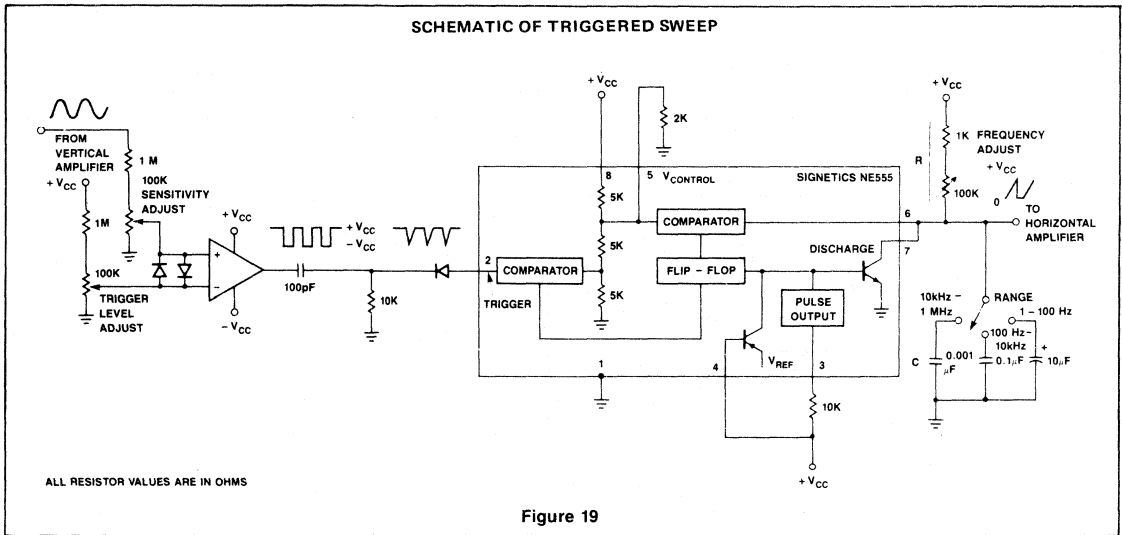 SCHEMATIC OF TRIGGERED SWEEP
FROM
VERTICAL
AMPLIFIER
+ VCC
1 M
100K
SENSITIVITY
ADJUST
1M
100K
TRIGGER
LEVEL
ADJUST
+ VCC
+
−
− VCC
+ VCC
− VCC
100pF
10K
2
TRIGGER
COMPARATOR
+ VCC
8
5
VCONTROL
2K
SIGNETICS NE555
5K
5K
5K
COMPARATOR
FLIP – FLOP
DISCHARGE
6
7
PULSE
OUTPUT
VREF
1
4
3
10K
+ VCC
+ VCC
R
1K
FREQUENCY
ADJUST
100K
+ VCC
0
TO
HORIZONTAL
AMPLIFIER
RANGE
10kHz –
1 MHz
1 – 100 Hz
100 Hz–
10kHz
C
0.001
μF
0.1μF
+
10μF
ALL RESISTOR VALUES ARE IN OHMS
Figure 19